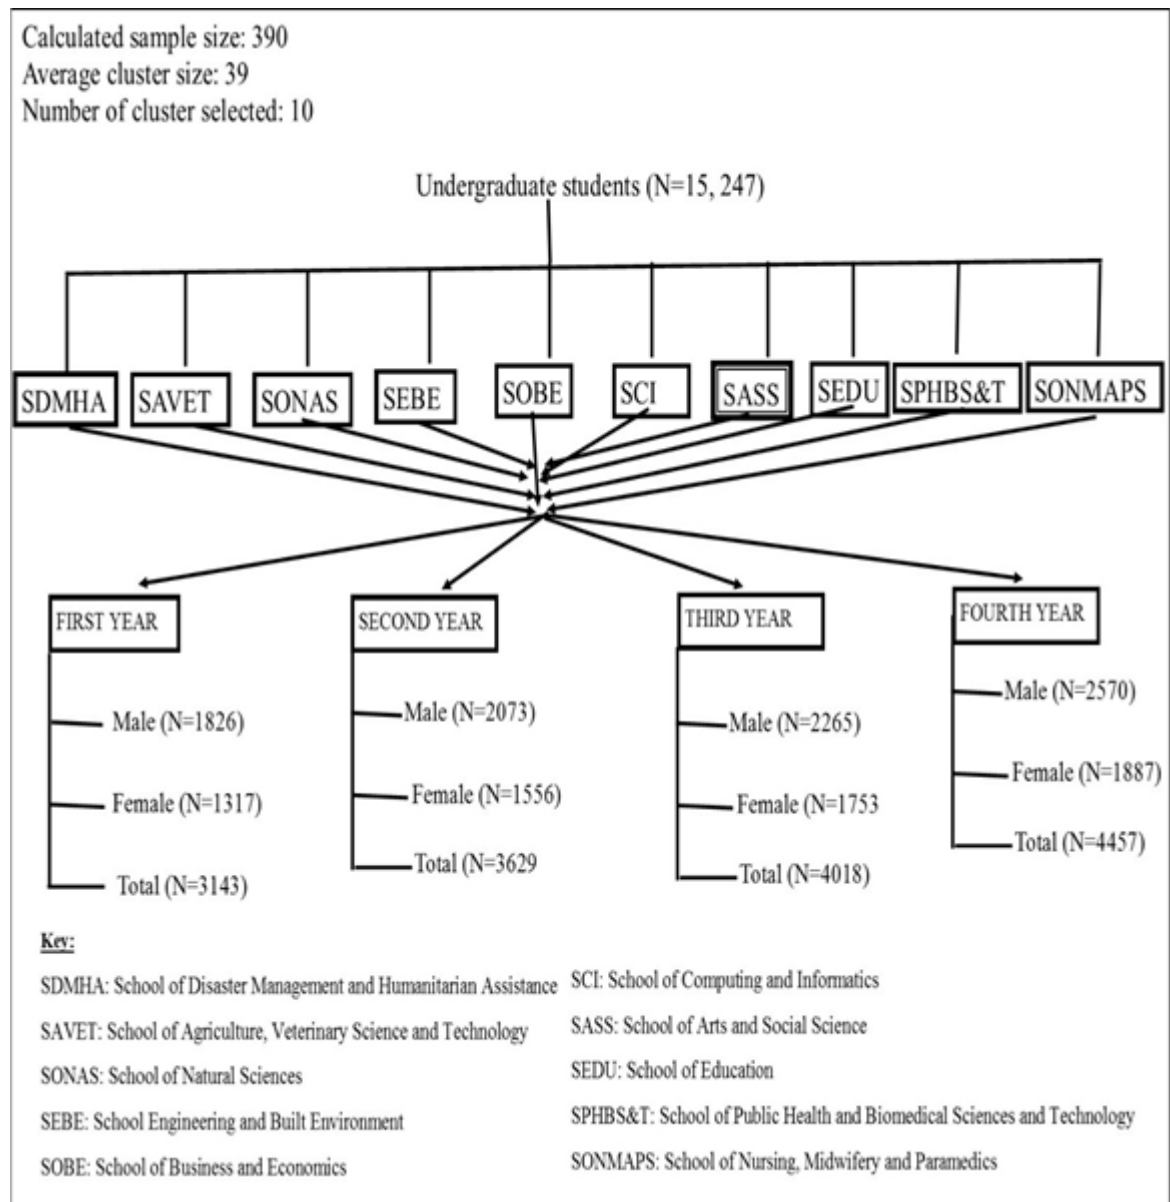 Calculated sample size: 390
Average cluster size: 39
Number of cluster selected: 10
Undergraduate students (N=15, 247)
SDMHA
SAVET
SONAS
SEBE
SOBE
SCI
SASS
SEDU
SPHBS&T
SONMAPS
FIRST YEAR
Male (N=1826)
Female (N=1317)
Total (N=3143)
SECOND YEAR
Male (N=2073)
Female (N=1556)
Total (N=3629
THIRD YEAR
Male (N=2265)
Female (N=1753
Total (N=4018)
FOURTH YEAR
Male (N=2570)
Female (N=1887)
Total (N=4457)
Key:
SDMHA: School of Disaster Management and Humanitarian Assistance
SAVET: School of Agriculture, Veterinary Science and Technology
SONAS: School of Natural Sciences
SEBE: School Engineering and Built Environment
SOBE: School of Business and Economics
SCI: School of Computing and Informatics
SASS: School of Arts and Social Science
SEDU: School of Education
SPHBS&T: School of Public Health and Biomedical Sciences and Technology
SONMAPS: School of Nursing, Midwifery and Paramedics